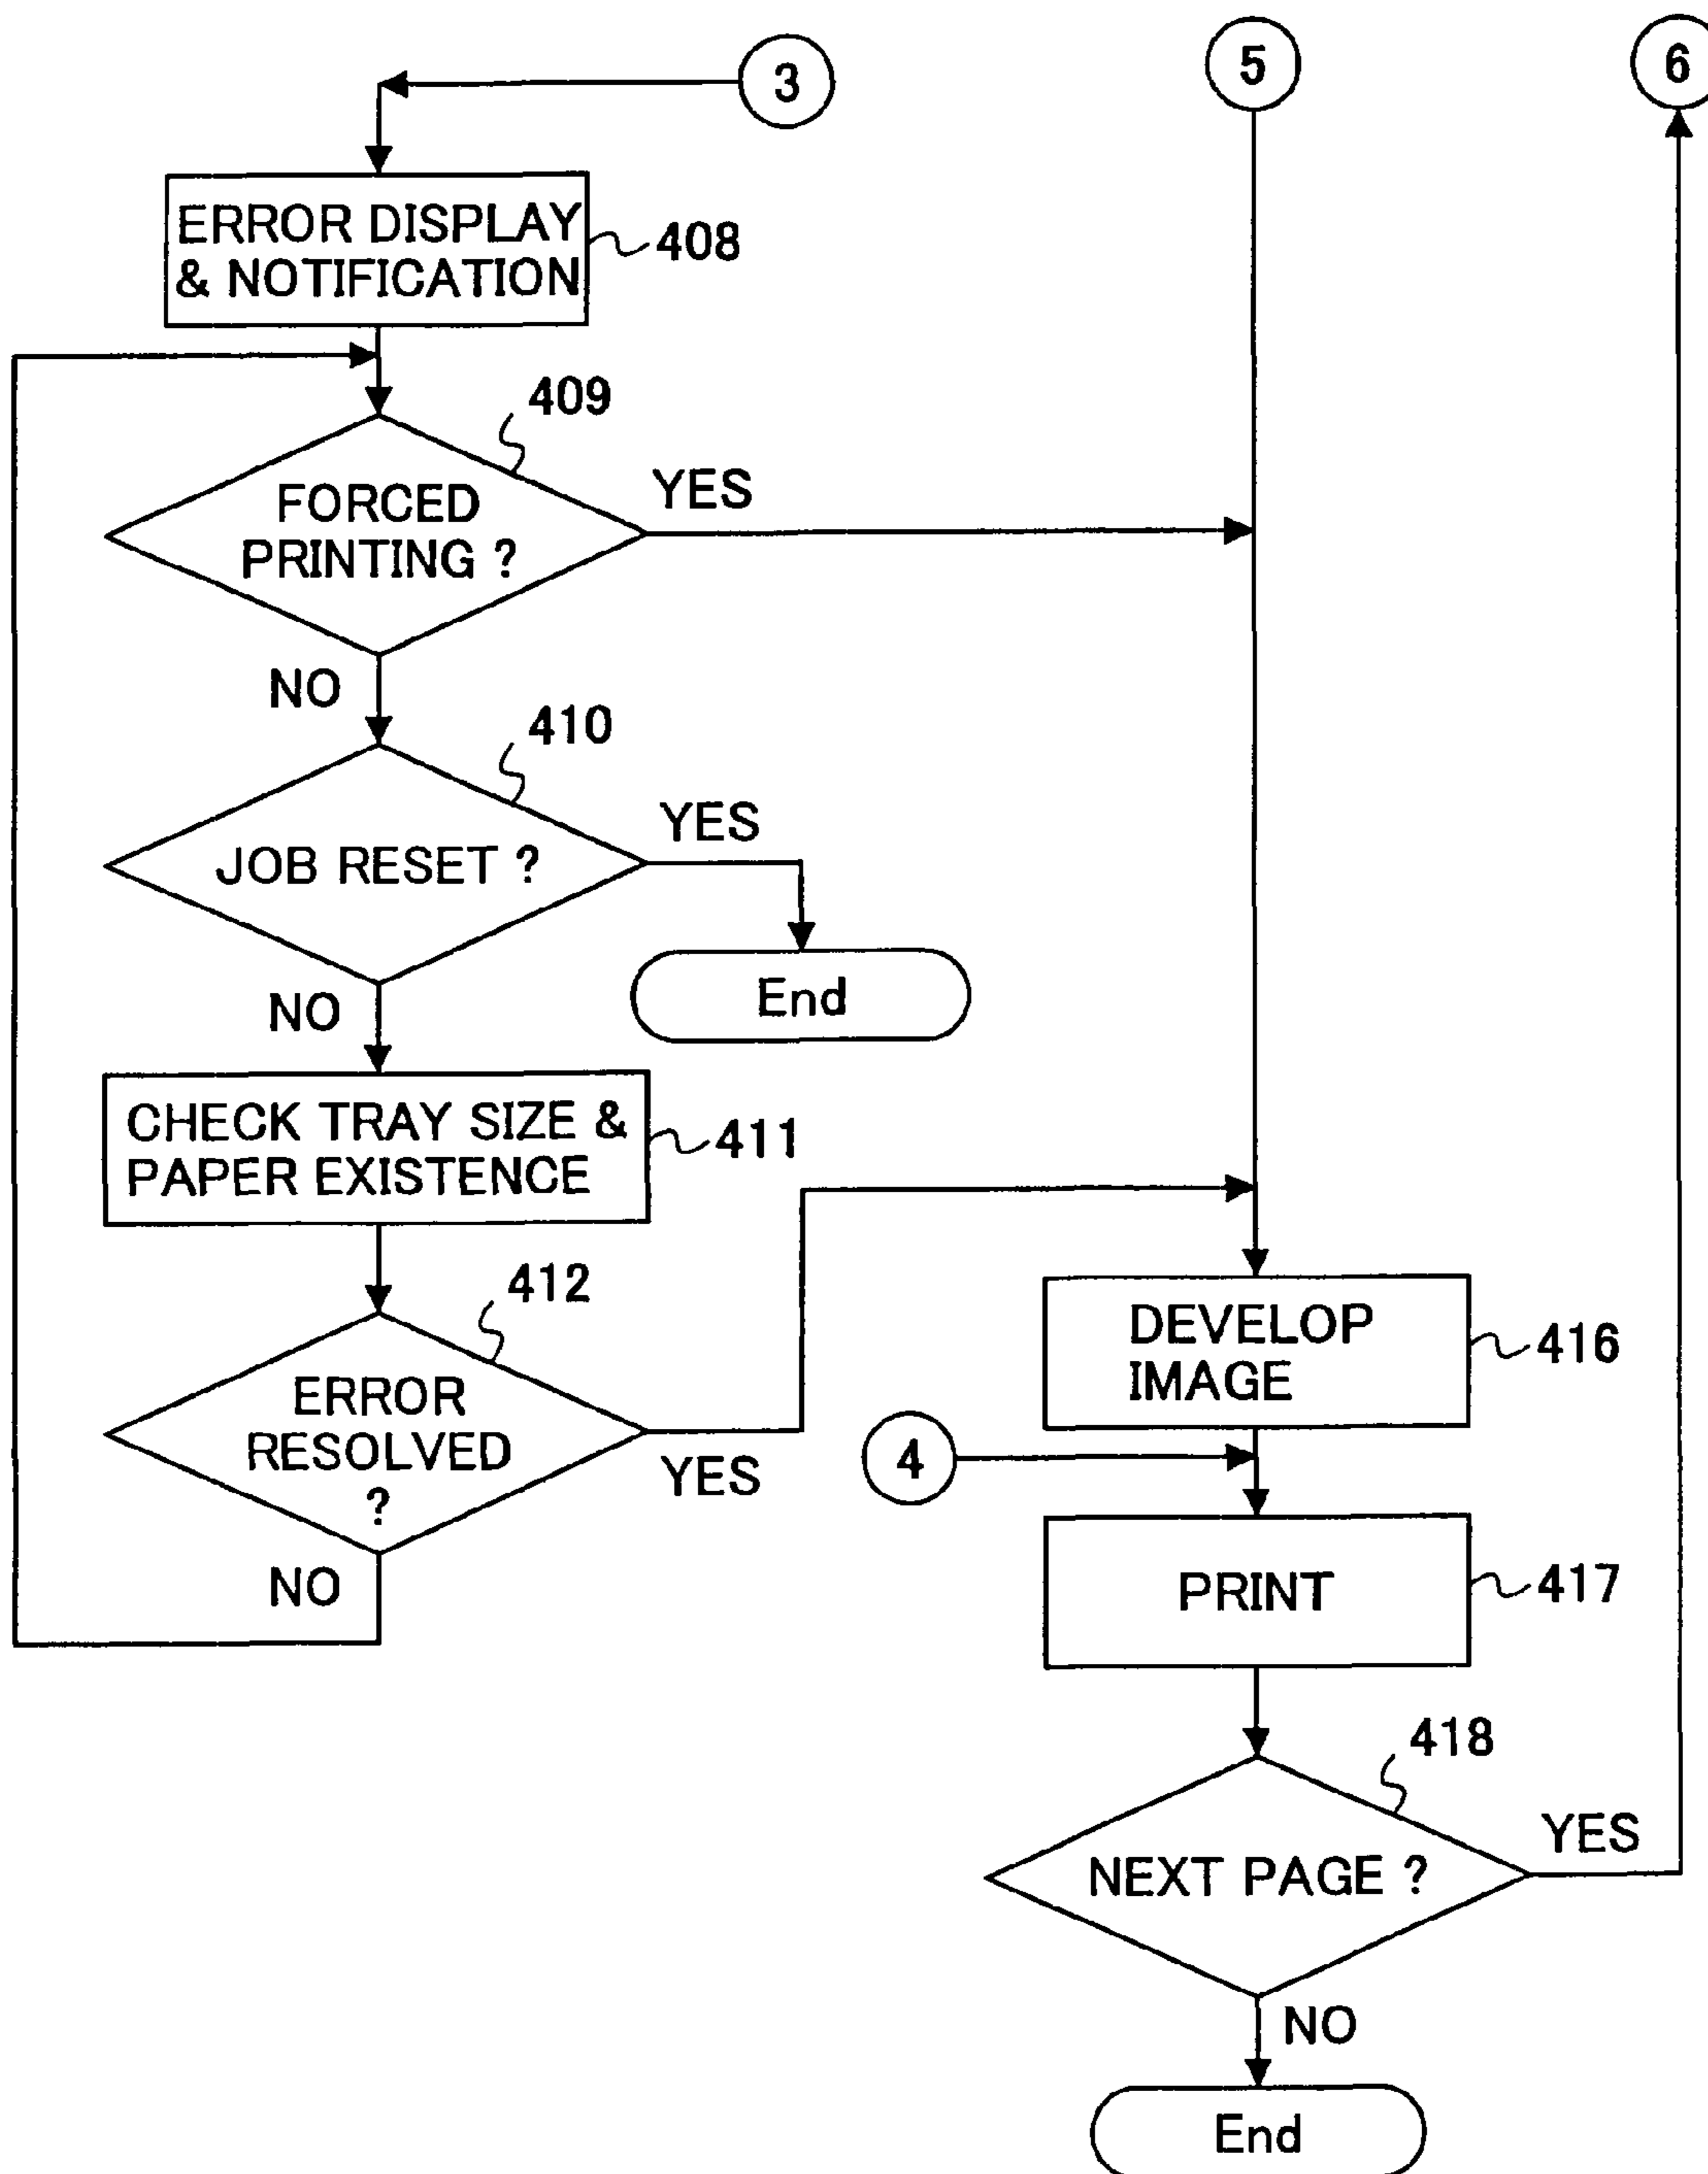 3
5
6
ERROR DISPLAY
& NOTIFICATION
408
409
FORCED
PRINTING ?
YES
NO
410
JOB RESET ?
YES
End
NO
CHECK TRAY SIZE &
PAPER EXISTENCE
411
412
ERROR
RESOLVED
?
YES
NO
DEVELOP
IMAGE
416
4
PRINT
417
418
NEXT PAGE ?
YES
NO
End